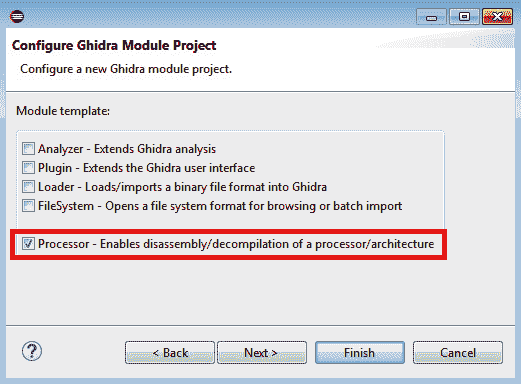 Configure Ghidra Module Project
Configure a new Ghidra module project.
Module template:
Analyzer - Extends Ghidra analysis
Plugin - Extends the Ghidra user interface
Loader - Loads/imports a binary file format into Ghidra
FileSystem - Opens a file system format for browsing or batch import
Processor - Enables disassembly/decompilation of a processor/architecture
? < Back Next > Finish Cancel